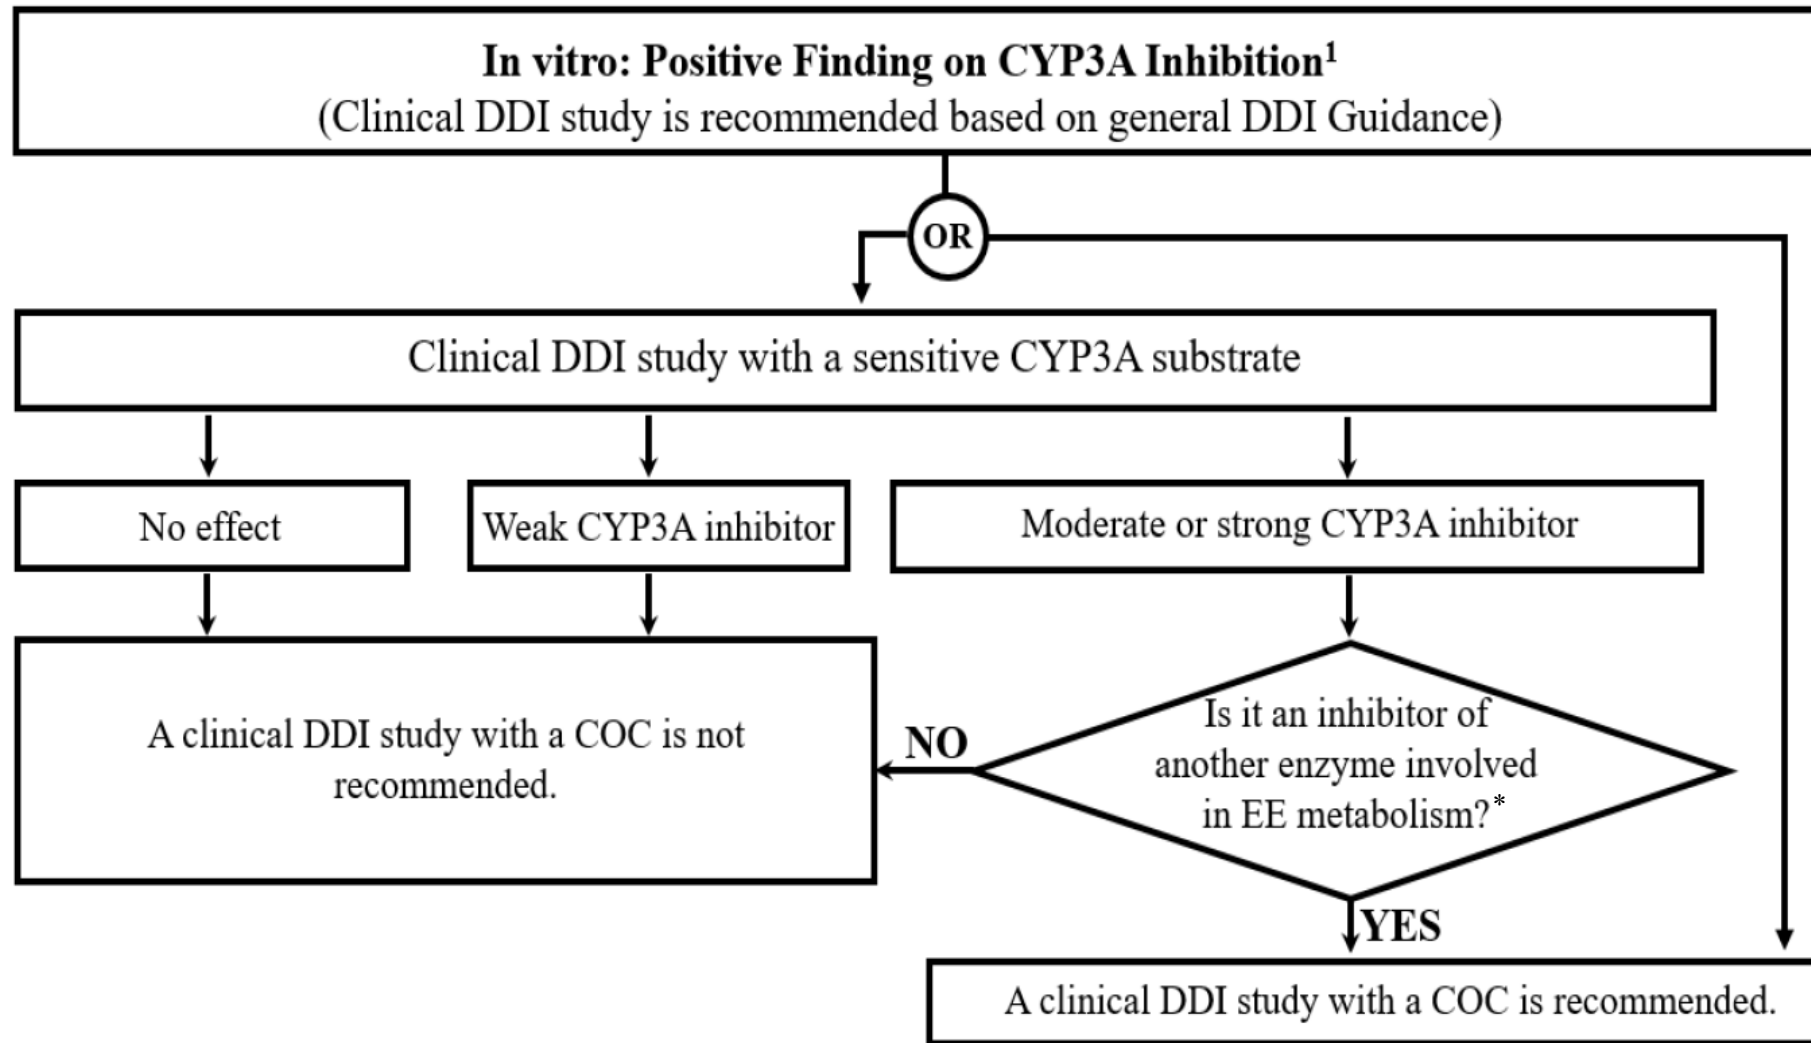 In vitro: Positive Finding on CYP3A Inhibition¹
(Clinical DDI study is recommended based on general DDI Guidance)
OR
Clinical DDI study with a sensitive CYP3A substrate
No effect
Weak CYP3A inhibitor
Moderate or strong CYP3A inhibitor
A clinical DDI study with a COC is not
recommended.
NO
Is it an inhibitor of
another enzyme involved
in EE metabolism?*
YES
A clinical DDI study with a COC is recommended.